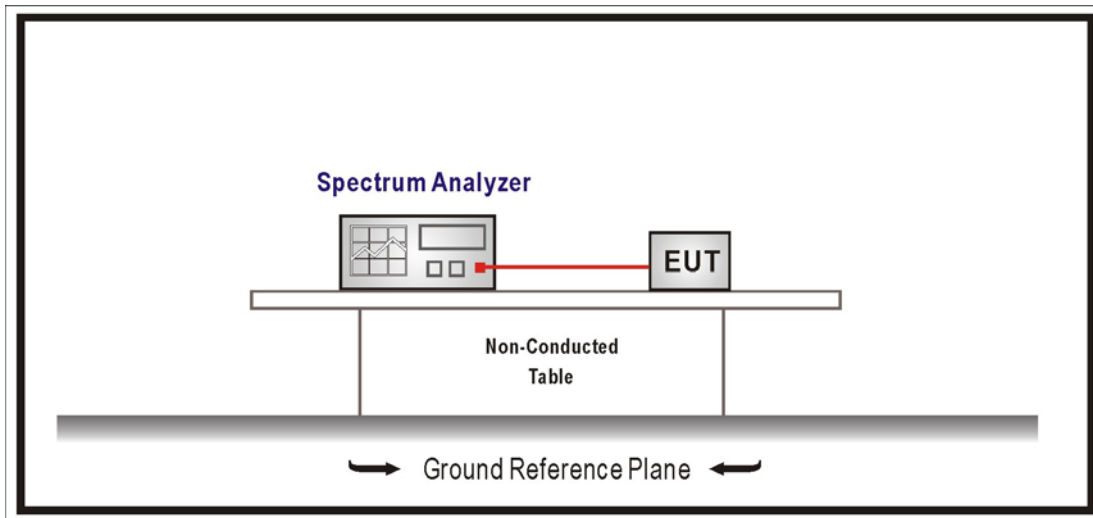 Spectrum Analyzer
EUT
Non-Conducted
Table
Ground Reference Plane